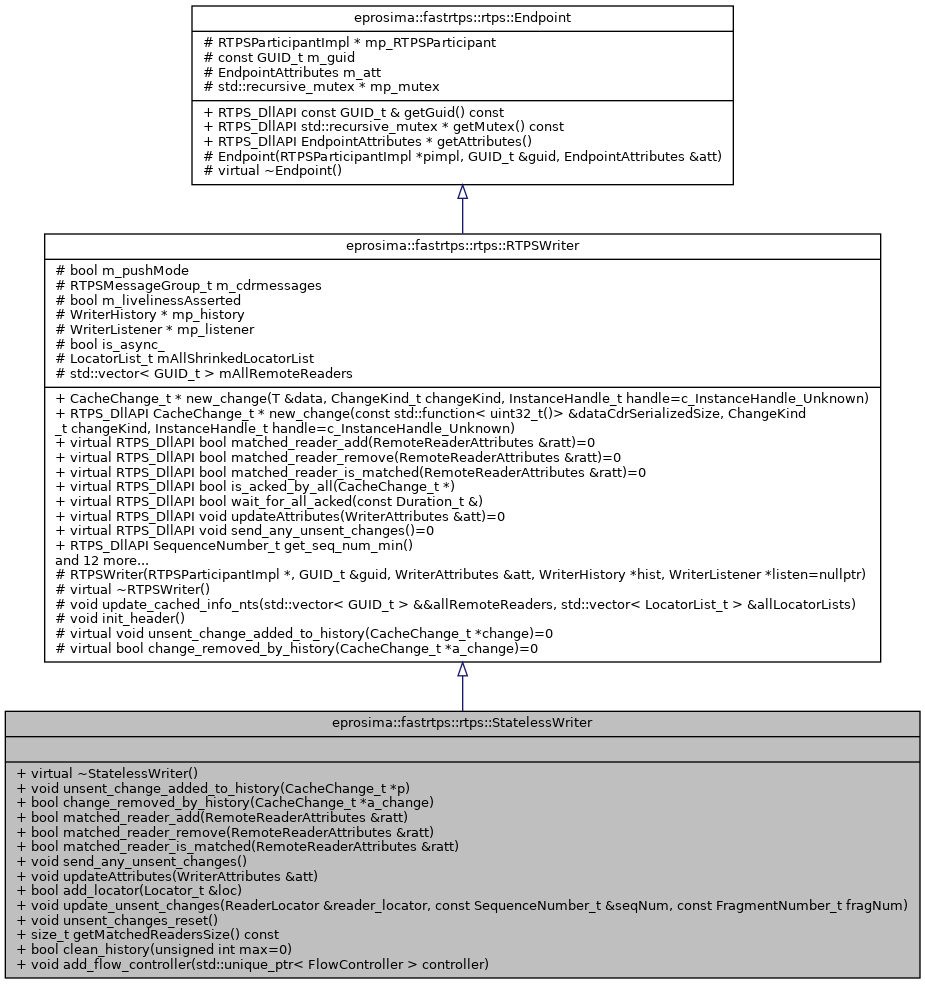 eprosima::fastrtps::rtps::Endpoint
# RTPSParticipantImpl * mp_RTPSParticipant
# const GUID_t m_guid
# EndpointAttributes m_att
# std::recursive_mutex * mp_mutex
+ RTPS_DllAPI const GUID_t & getGuid() const
+ RTPS_DllAPI std::recursive_mutex * getMutex() const
+ RTPS_DllAPI EndpointAttributes * getAttributes()
# Endpoint(RTPSParticipantImpl *pimpl, GUID_t &guid, EndpointAttributes &att)
# virtual ~Endpoint()
eprosima::fastrtps::rtps::RTPSWriter
# bool m_pushMode
# RTPSMessageGroup_t m_cdrmessages
# bool m_livelinessAsserted
# WriterHistory * mp_history
# WriterListener * mp_listener
# bool is_async_
# LocatorList_t mAllShrinkedLocatorList
# std::vector< GUID_t > mAllRemoteReaders
+ CacheChange_t * new_change(T &data, ChangeKind_t changeKind, InstanceHandle_t handle=c_InstanceHandle_Unknown)
+ RTPS_DllAPI CacheChange_t * new_change(const std::function< uint32_t()> &dataCdrSerializedSize, ChangeKind
_t changeKind, InstanceHandle_t handle=c_InstanceHandle_Unknown)
+ virtual RTPS_DllAPI bool matched_reader_add(RemoteReaderAttributes &ratt)=0
+ virtual RTPS_DllAPI bool matched_reader_remove(RemoteReaderAttributes &ratt)=0
+ virtual RTPS_DllAPI bool matched_reader_is_matched(RemoteReaderAttributes &ratt)=0
+ virtual RTPS_DllAPI bool is_acked_by_all(CacheChange_t *)
+ virtual RTPS_DllAPI bool wait_for_all_acked(const Duration_t &)
+ virtual RTPS_DllAPI void updateAttributes(WriterAttributes &att)=0
+ virtual RTPS_DllAPI void send_any_unsent_changes()=0
+ RTPS_DllAPI SequenceNumber_t get_seq_num_min()
and 12 more...
# RTPSWriter(RTPSParticipantImpl *, GUID_t &guid, WriterAttributes &att, WriterHistory *hist, WriterListener *listen=nullptr)
# virtual ~RTPSWriter()
# void update_cached_info_nts(std::vector< GUID_t > &&allRemoteReaders, std::vector< LocatorList_t > &allLocatorLists)
# void init_header()
# virtual void unsent_change_added_to_history(CacheChange_t *change)=0
# virtual bool change_removed_by_history(CacheChange_t *a_change)=0
eprosima::fastrtps::rtps::StatelessWriter
+ virtual ~StatelessWriter()
+ void unsent_change_added_to_history(CacheChange_t *p)
+ bool change_removed_by_history(CacheChange_t *a_change)
+ bool matched_reader_add(RemoteReaderAttributes &ratt)
+ bool matched_reader_remove(RemoteReaderAttributes &ratt)
+ bool matched_reader_is_matched(RemoteReaderAttributes &ratt)
+ void send_any_unsent_changes()
+ void updateAttributes(WriterAttributes &att)
+ bool add_locator(Locator_t &loc)
+ void update_unsent_changes(ReaderLocator &reader_locator, const SequenceNumber_t &seqNum, const FragmentNumber_t fragNum)
+ void unsent_changes_reset()
+ size_t getMatchedReadersSize() const
+ bool clean_history(unsigned int max=0)
+ void add_flow_controller(std::unique_ptr< FlowController > controller)